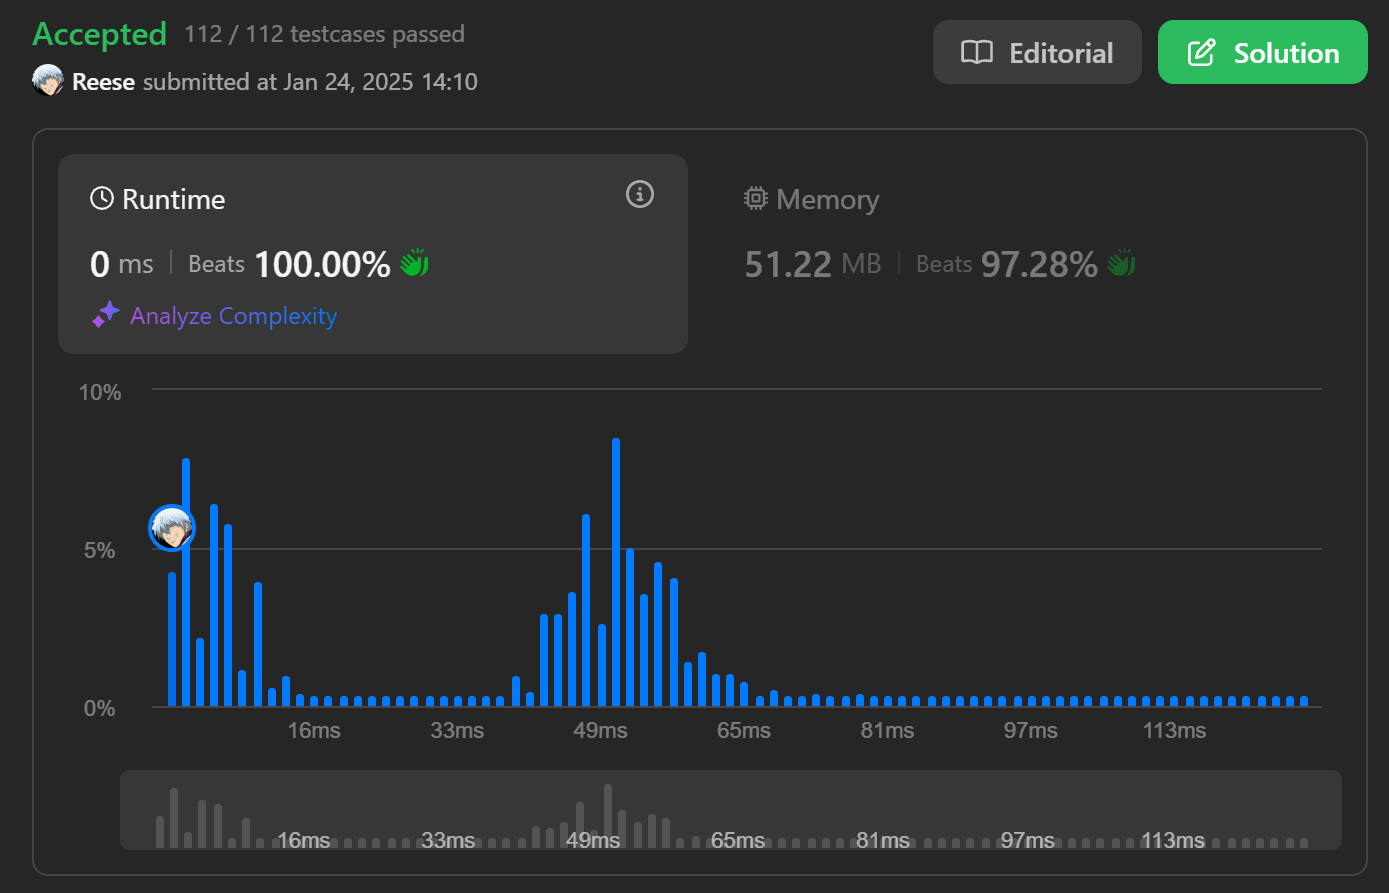 Accepted 112 / 112 testcases passed
Editorial
Solution
Reese submitted at Jan 24, 2025 14:10
Runtime
0 ms | Beats 100.00%
Analyze Complexity
Memory
51.22 MB | Beats 97.28%
10%
5%
0%
16ms 33ms 49ms 65ms 81ms 97ms 113ms
16ms 33ms 49ms 65ms 81ms 97ms 113ms